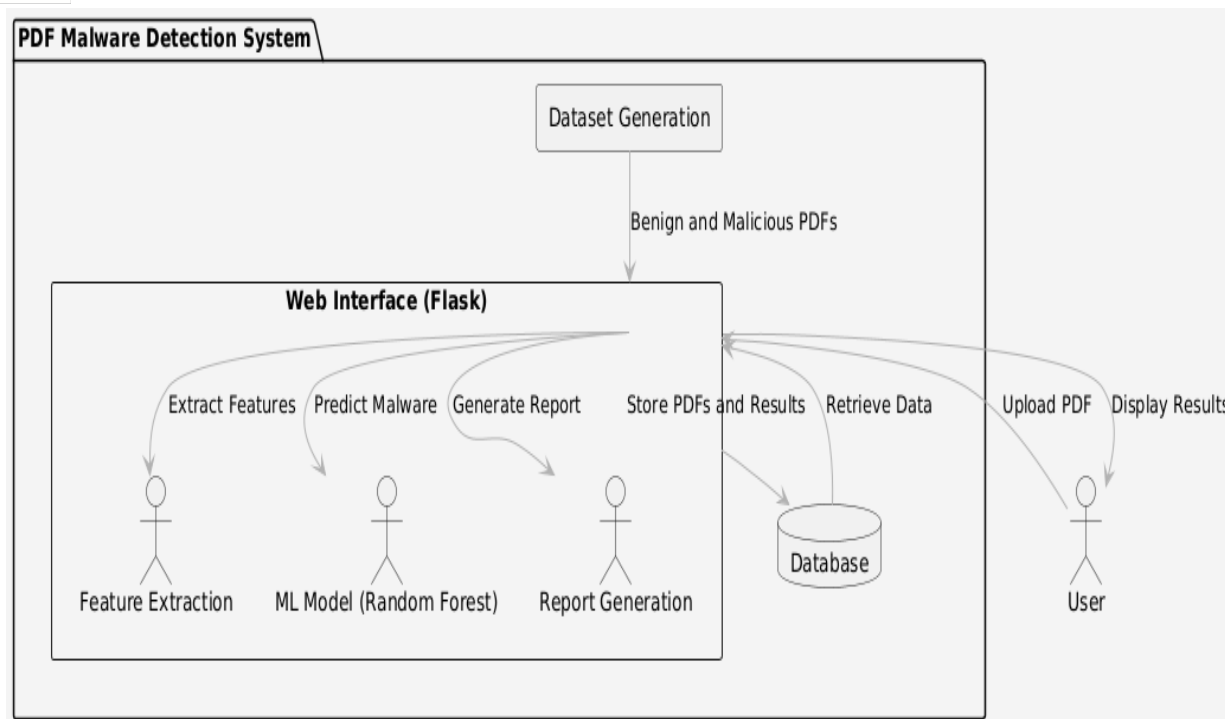 PDF Malware Detection System
Dataset Generation
Benign and Malicious PDFs
Web Interface (Flask)
Extract Features
Predict Malware
Generate Report
Store PDFs and Results
Retrieve Data
Upload PDF
Display Results
Feature Extraction
ML Model (Random Forest)
Report Generation
Database
User